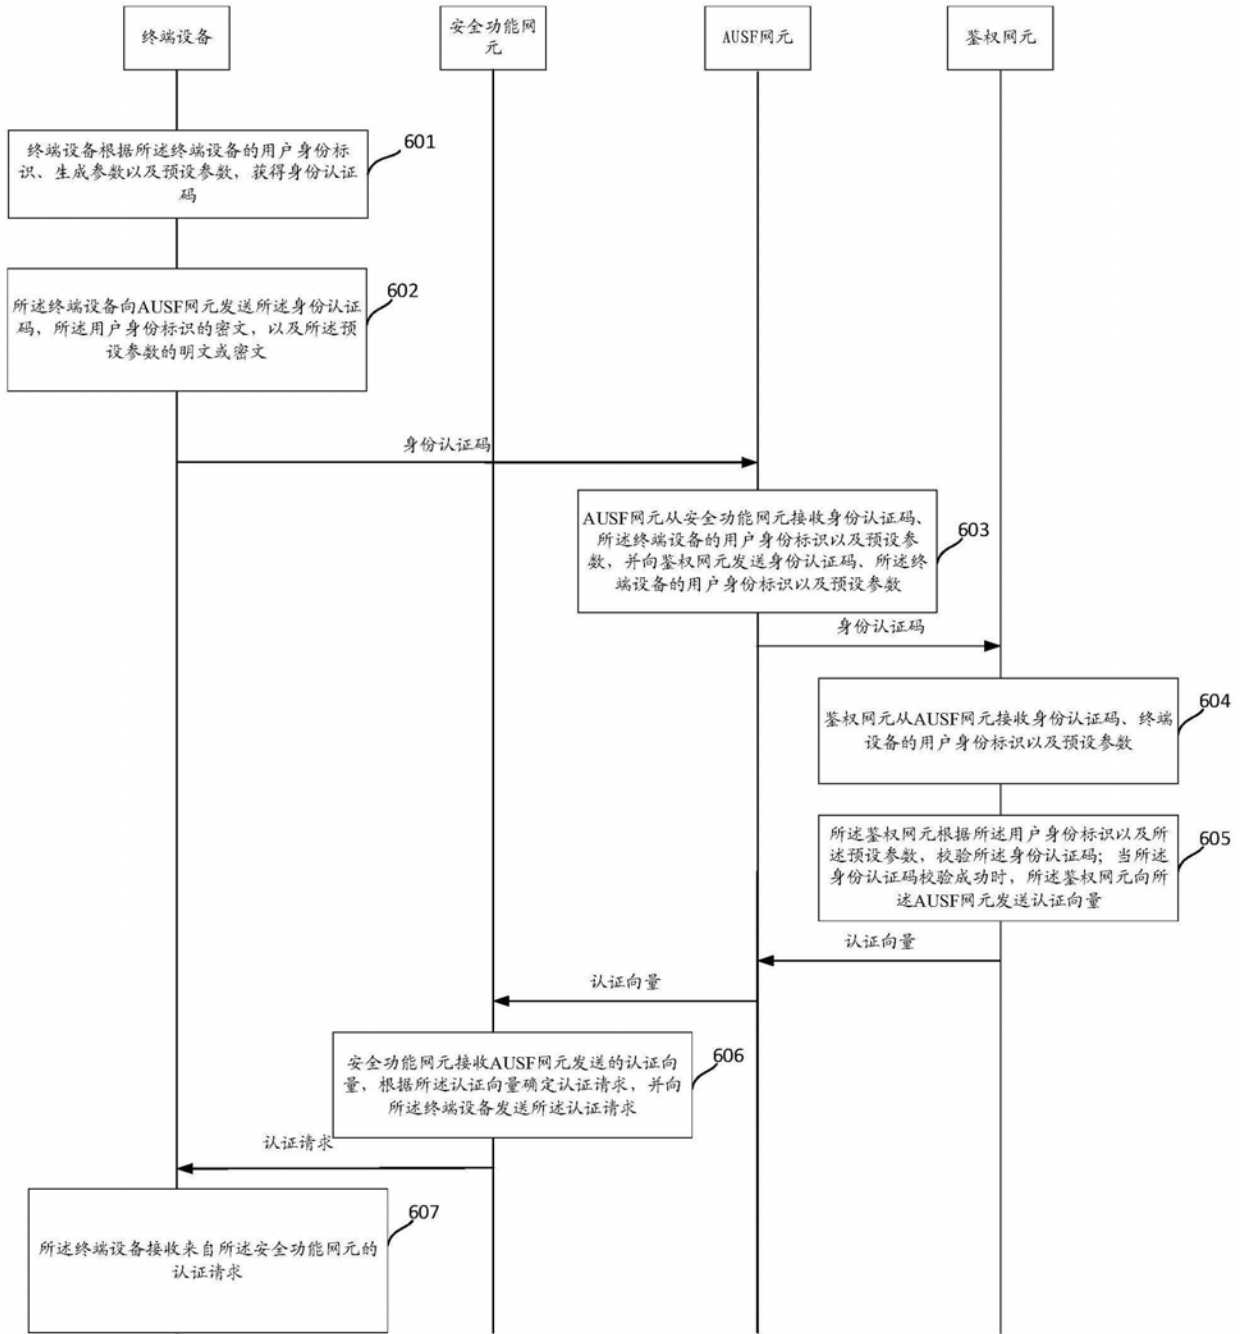 终端设备
安全功能网
元
AUSF网元
鉴权网元
终端设备根据所述终端设备的用户身份标
识、生成参数以及预设参数，获得身份认证
码
601
所述终端设备向AUSF网元发送所述身份认证
码，所述用户身份标识的密文，以及所述预
设参数的明文或密文
602
身份认证码
AUSF网元从安全功能网元接收身份认证码、
所述终端设备的用户身份标识以及预设参
数，并向鉴权网元发送身份认证码、所述终
端设备的用户身份标识以及预设参数
603
身份认证码
鉴权网元从AUSF网元接收身份认证码、终端
设备的用户身份标识以及预设参数
604
所述鉴权网元根据所述用户身份标识以及所
述预设参数，校验所述身份认证码；当所述
身份认证码校验成功时，所述鉴权网元向所
述AUSF网元发送认证向量
605
认证向量
认证向量
安全功能网元接收AUSF网元发送的认证向
量，根据所述认证向量确定认证请求，并向
所述终端设备发送所述认证请求
606
认证请求
所述终端设备接收来自所述安全功能网元的
认证请求
607